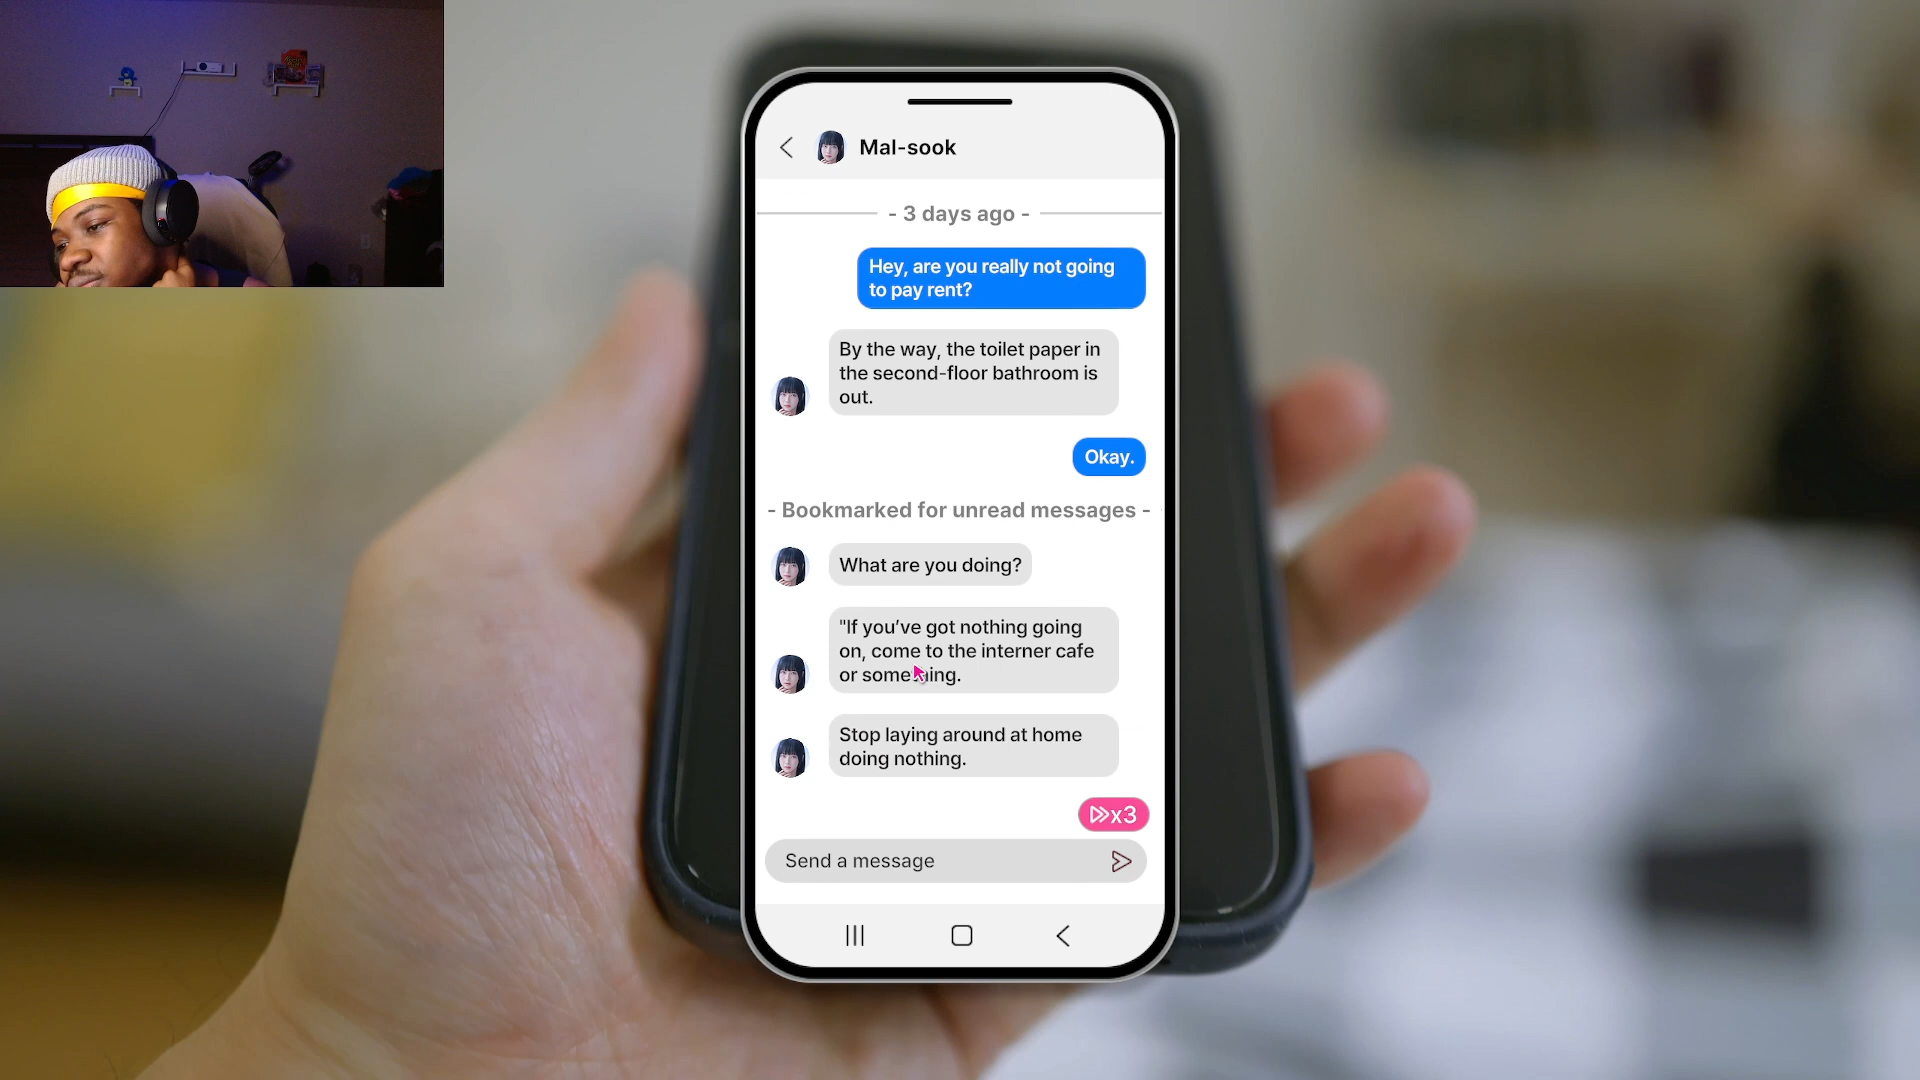 Mal-sook
- 3 days ago -
Hey, are you really not going
to pay rent?
By the way, the toilet paper in
the second-floor bathroom is
out.
Okay.
- Bookmarked for unread messages -
What are you doing?
"If you've got nothing going
on, come to the interner cafe
or something.
Stop laying around at home
doing nothing.
x3
Send a message